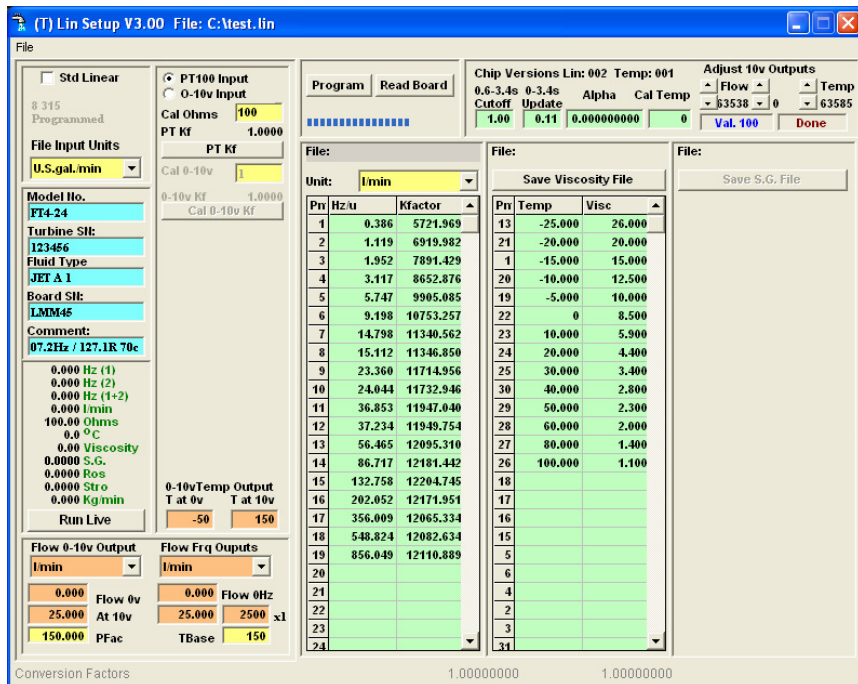 (T) Lin Setup V3.00 File: C:\test.lin
File
Std Linear
8 315
Programmed
File Input Units
U.S.gal./min
PT100 Input
0-10v Input
Cal Ohms 100
PT Kf 1.0000
PT Kf
Cal 0-10v 1
0-10v Kf 1.0000
Cal 0-10v Kf
Program Read Board
Chip Versions Lin: 002 Temp: 001
0.6-3.4s 0-3.4s
Cutoff Update Alpha Cal Temp
1.00 0.11 0.000000000 0
Adjust 10v Outputs
Flow Temp
63538 0 63585
Val. 100 Done
Model No.
FT4-24
Turbine SN:
123456
Fluid Type
JET A 1
Board SN:
LMM45
Comment:
07.2Hz / 127.1R 70c
0.000 Hz (1)
0.000 Hz (2)
0.000 Hz (1+2)
0.000 l/min
100.00 Ohms
0.0 °C
0.00 Viscosity
0.0000 S.G.
0.0000 Ros
0.0000 Stro
0.000 Kg/min
Run Live
0-10vTemp Output
T at 0v T at 10v
-50 150
Flow 0-10v Output
l/min
0.000 Flow 0v
25.000 At 10v
150.000 PFac
Flow Frq Ouputs
l/min
0.000 Flow 0Hz
25.000 2500 x1
TBase 150
File:
Unit: l/min
Pn Hz/u Kfactor
1 0.386 5721.969
2 1.119 6919.982
3 1.952 7891.429
4 3.117 8652.876
5 5.747 9905.085
6 9.198 10753.257
7 14.798 11340.562
8 15.112 11346.850
9 23.360 11714.956
10 24.044 11732.946
11 36.853 11947.040
12 37.234 11949.754
13 56.465 12095.310
14 86.717 12181.442
15 132.758 12204.745
16 202.052 12171.951
17 356.009 12065.334
18 548.824 12082.634
19 856.049 12110.889
20
21
22
23
24
File:
Save Viscosity File
Pn Temp Visc
13 -25.000 26.000
21 -20.000 20.000
1 -15.000 15.000
20 -10.000 12.500
19 -5.000 10.000
22 0 8.500
23 10.000 5.900
24 20.000 4.400
25 30.000 3.400
30 40.000 2.800
29 50.000 2.300
28 60.000 2.000
27 80.000 1.400
26 100.000 1.100
18
17
16
15
5
6
4
2
3
31
File:
Save S.G. File
Conversion Factors 1.00000000 1.00000000